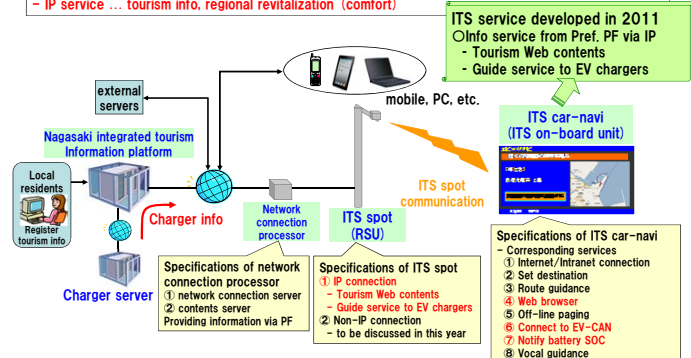 - IP service ... tourism info, regional revitalization (comfort)
ITS service developed in 2011
○Info service from Pref. PF via IP
- Tourism Web contents
- Guide service to EV chargers
external
servers
mobile, PC, etc.
Nagasaki integrated tourism
Information platform
ITS car-navi
(ITS on-board unit)
Local
residents
Register
tourism info
Charger info
Charger server
Network
connection
processor
ITS spot
(RSU)
ITS spot
communication
Specifications of network
connection processor
① network connection server
② contents server
Providing information via PF
Specifications of ITS spot
① IP connection
- Tourism Web contents
- Guide service to EV chargers
② Non-IP connection
- to be discussed in this year
Specifications of ITS car-navi
- Corresponding services
① Internet/Intranet connection
② Set destination
③ Route guidance
④ Web browser
⑤ Off-line paging
⑥ Connect to EV-CAN
⑦ Notify battery SOC
⑧ Vocal guidance